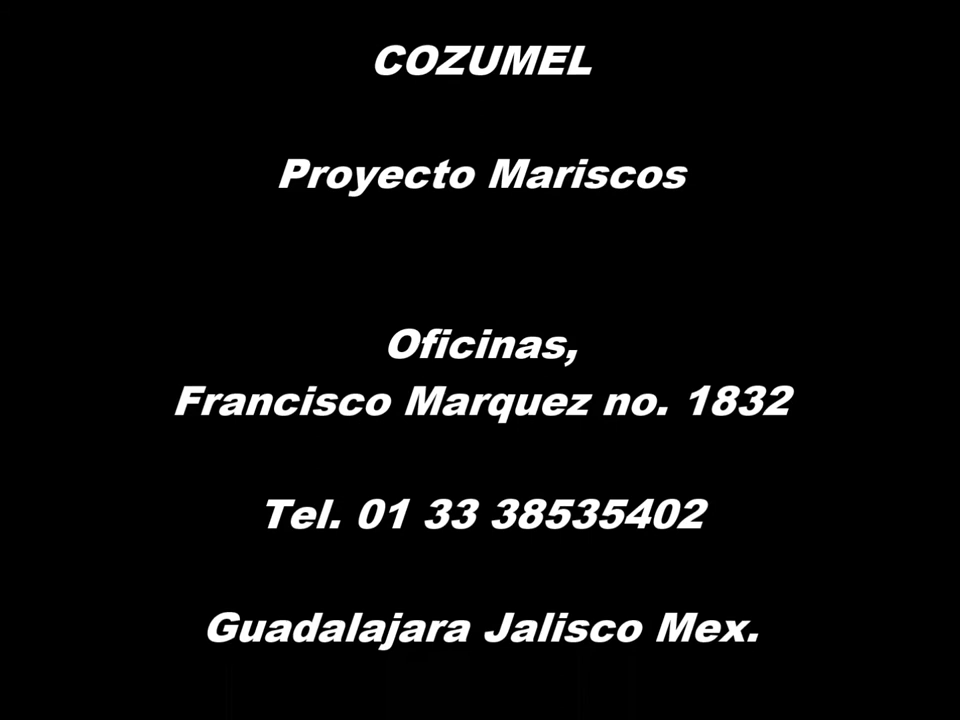 COZUMEL
Proyecto Mariscos
Oficinas,
Francisco Marquez no. 1832
Tel. 01 33 38535402
Guadalajara Jalisco Mex.